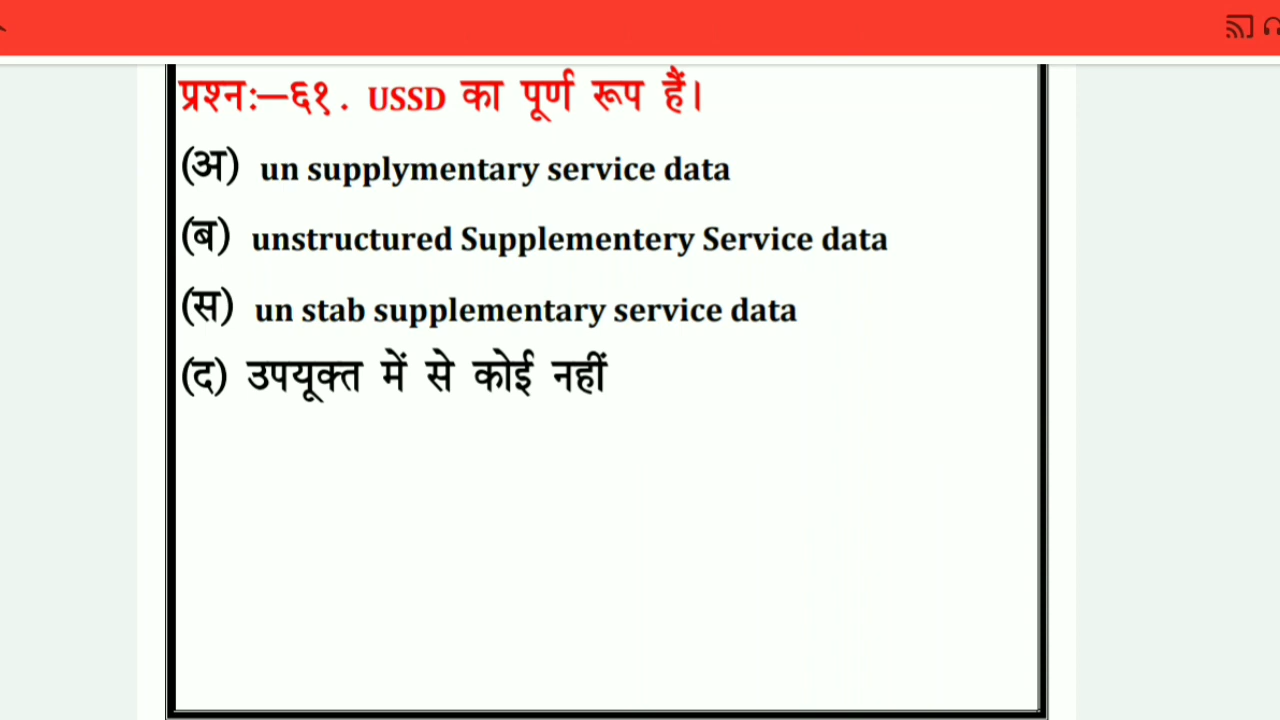 प्रश्नः—६१. USSD का पूर्ण रूप हैं।
(अ) un supplymentary service data
(ब) unstructured Supplementery Service data
(स) un stab supplementary service data
(द) उपयूक्त में से कोई नहीं